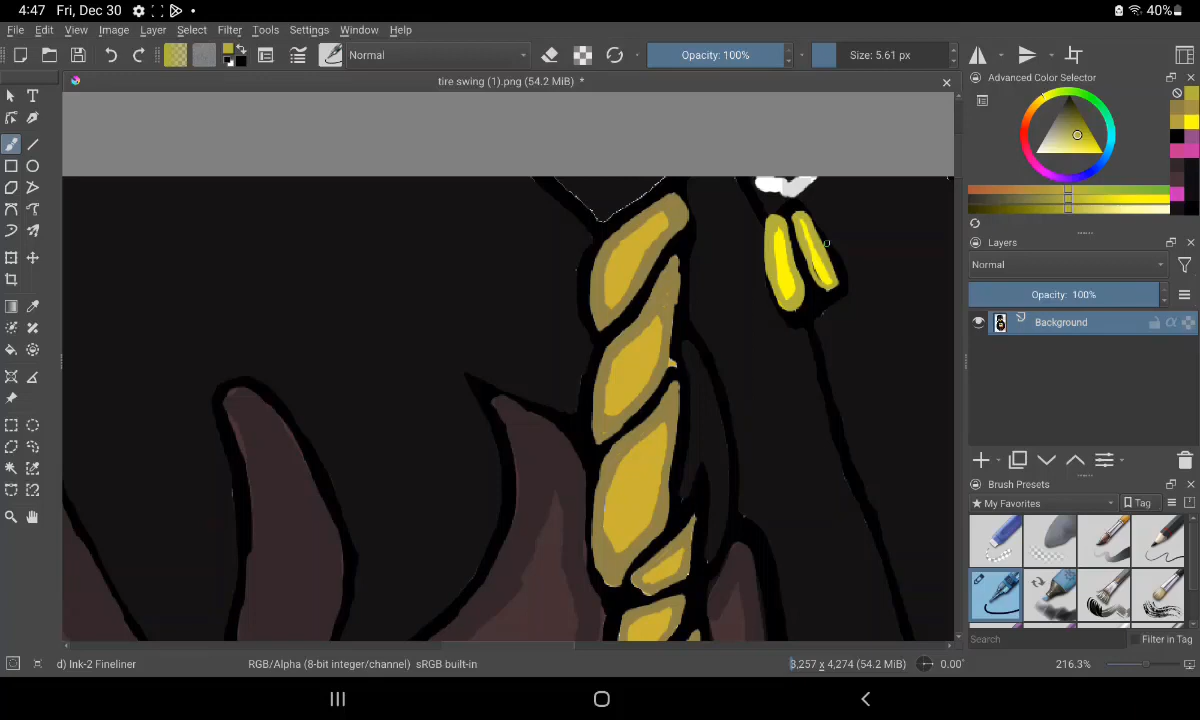 4:47 Fri, Dec 30
40%
File Edit View Image Layer Select Filter Tools Settings Window Help
Normal
Opacity: 100%
Size: 5.61 px
tire swing (1).png (54.2 MiB) *
Advanced Color Selector
Layers
Normal
Opacity: 100%
Background
Brush Presets
My Favorites
Tag
Search
Filter in Tag
d) Ink-2 Fineliner
RGB/Alpha (8-bit integer/channel) sRGB built-in
3,257 x 4,274 (54.2 MiB)
0.00°
216.3%